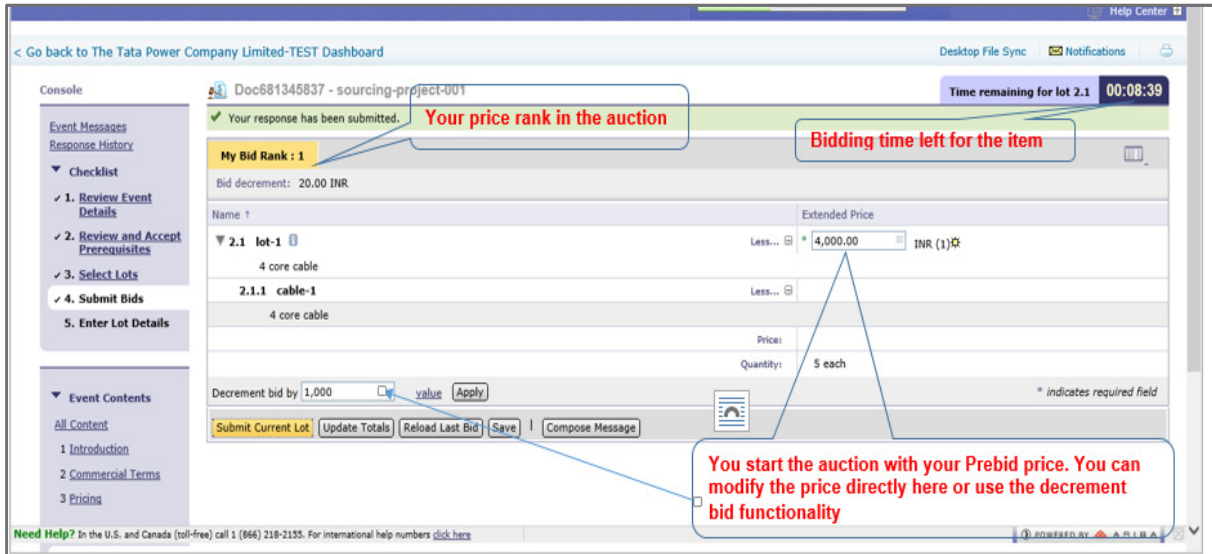 Help Center
< Go back to The Tata Power Company Limited-TEST Dashboard
Desktop File Sync
Notifications
Console
Doc681345837 - sourcing-project-001
Time remaining for lot 2.1 00:08:39
Event Messages
Response History
✓ Your response has been submitted.
Your price rank in the auction
Bidding time left for the item
▼ Checklist
✓ 1. Review Event
Details
✓ 2. Review and Accept
Prerequisites
✓ 3. Select Lots
✓ 4. Submit Bids
5. Enter Lot Details
My Bid Rank : 1
Bid decrement: 20.00 INR
Name ↑ Extended Price
▼ 2.1 lot-1 Less... * 4,000.00 INR (1)
4 core cable
2.1.1 cable-1 Less...
4 core cable
Price:
Quantity: 5 each
Decrement bid by 1,000 value Apply
* indicates required field
Submit Current Lot Update Totals Reload Last Bid Save | Compose Message
▼ Event Contents
All Content
1 Introduction
2 Commercial Terms
3 Pricing
You start the auction with your Prebid price. You can
modify the price directly here or use the decrement
bid functionality
Need Help? In the U.S. and Canada (toll-free) call 1 (866) 218-2155. For international help numbers click here
POWERED BY ARIBA